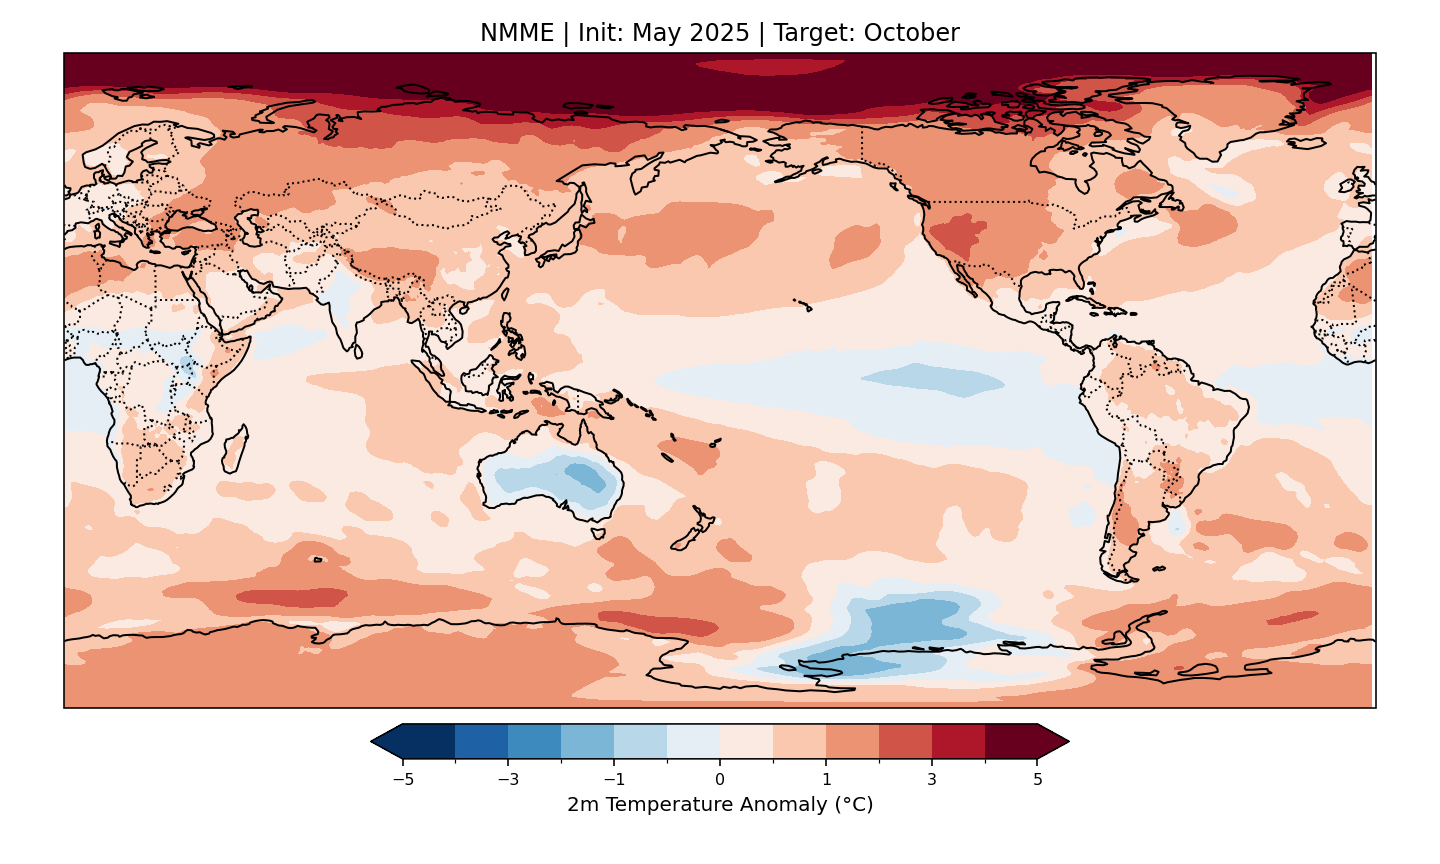 NMME | Init: May 2025 | Target: October
−5 −3 −1 0 1 3 5
2m Temperature Anomaly (°C)